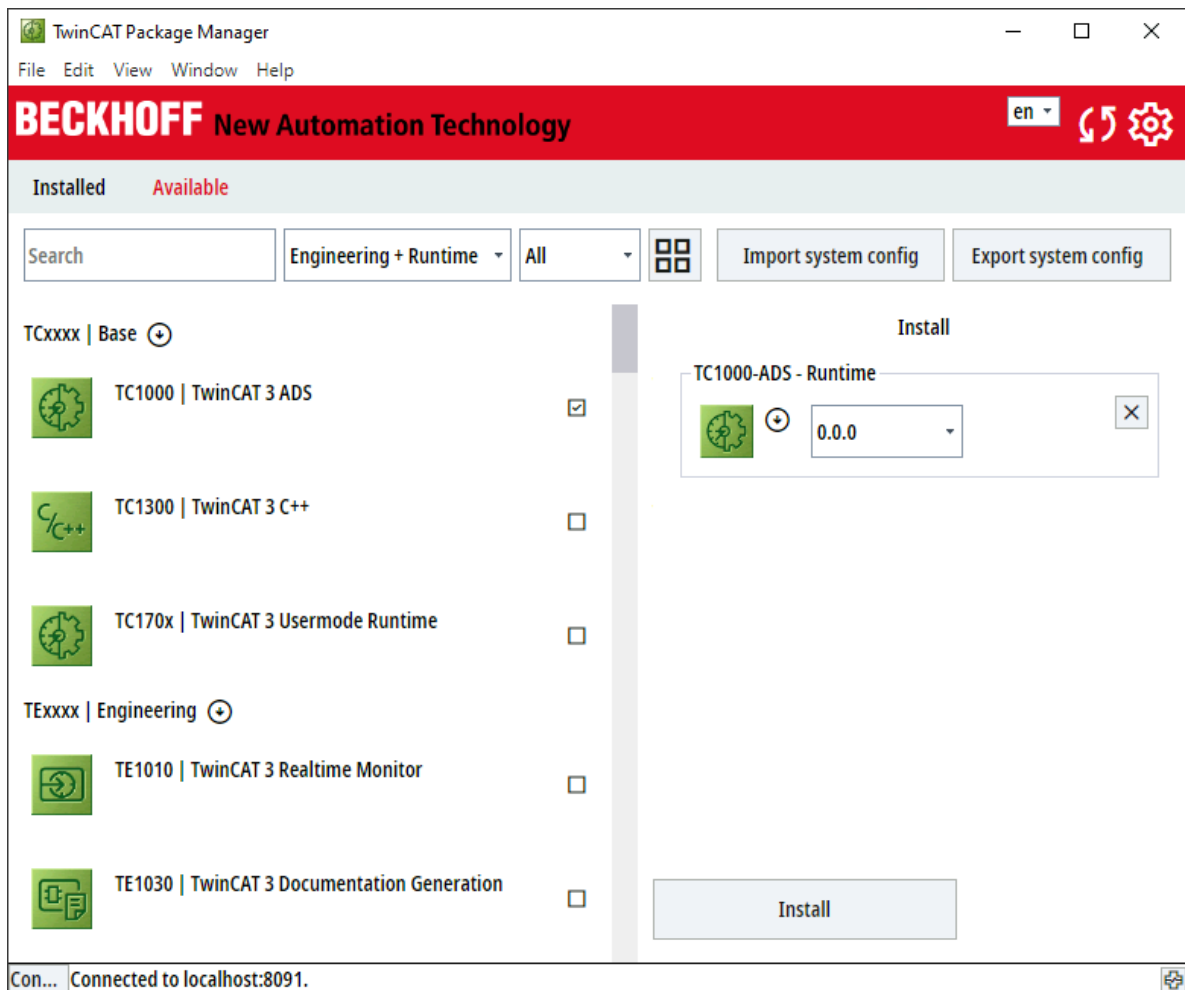 TwinCAT Package Manager
File Edit View Window Help
BECKHOFF New Automation Technology
en
Installed Available
Search Engineering + Runtime All Import system config Export system config
TCxxxx | Base
Install
TC1000-ADS - Runtime
TC1000 | TwinCAT 3 ADS
0.0.0
C/C++
TC1300 | TwinCAT 3 C++
TC170x | TwinCAT 3 Usermode Runtime
TExxxx | Engineering
TE1010 | TwinCAT 3 Realtime Monitor
TE1030 | TwinCAT 3 Documentation Generation
Install
Con... Connected to localhost:8091.